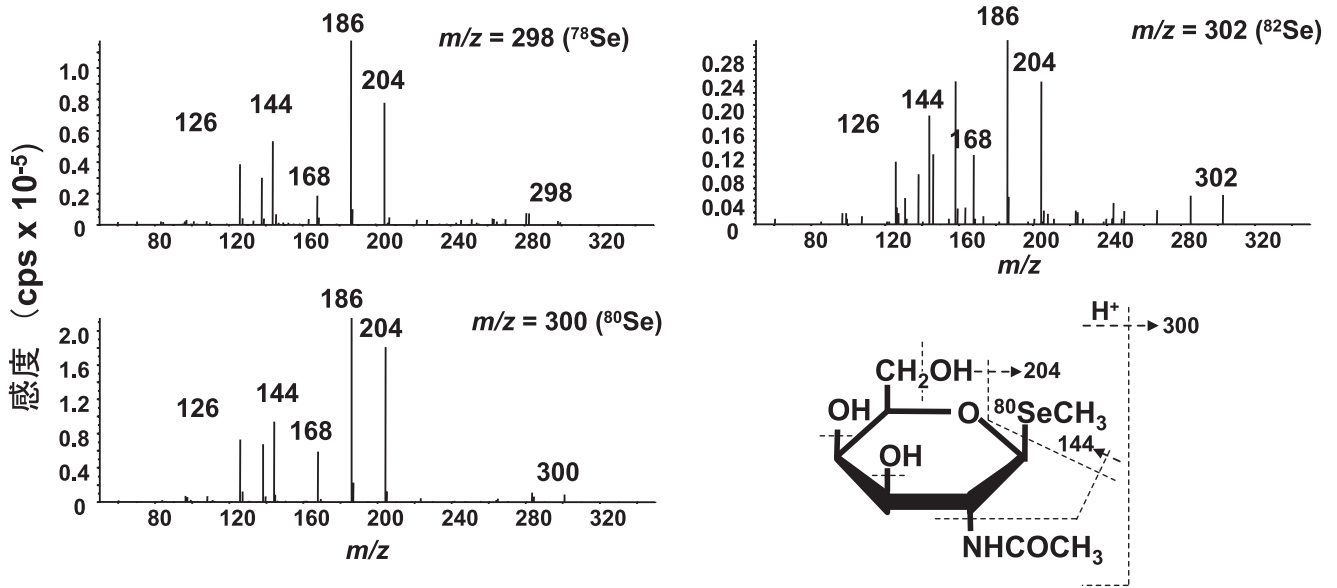 感度 (cps x 10⁻⁵)
m/z = 298 (⁷⁸Se)
186
204
144
126
168
298
1.0
0.8
0.6
0.4
0.2
0
80 120 160 200 240 280 320
m/z = 302 (⁸²Se)
186
204
144
126
168
302
0.28
0.24
0.20
0.16
0.12
0.08
0.04
0
80 120 160 200 240 280 320
m/z
m/z = 300 (⁸⁰Se)
186
204
144
126
168
300
2.0
1.6
1.2
0.8
0.4
0
80 120 160 200 240 280 320
m/z
H⁺
300
CH₂OH
204
OH
O
⁸⁰SeCH₃
144
OH
NHCOCH₃